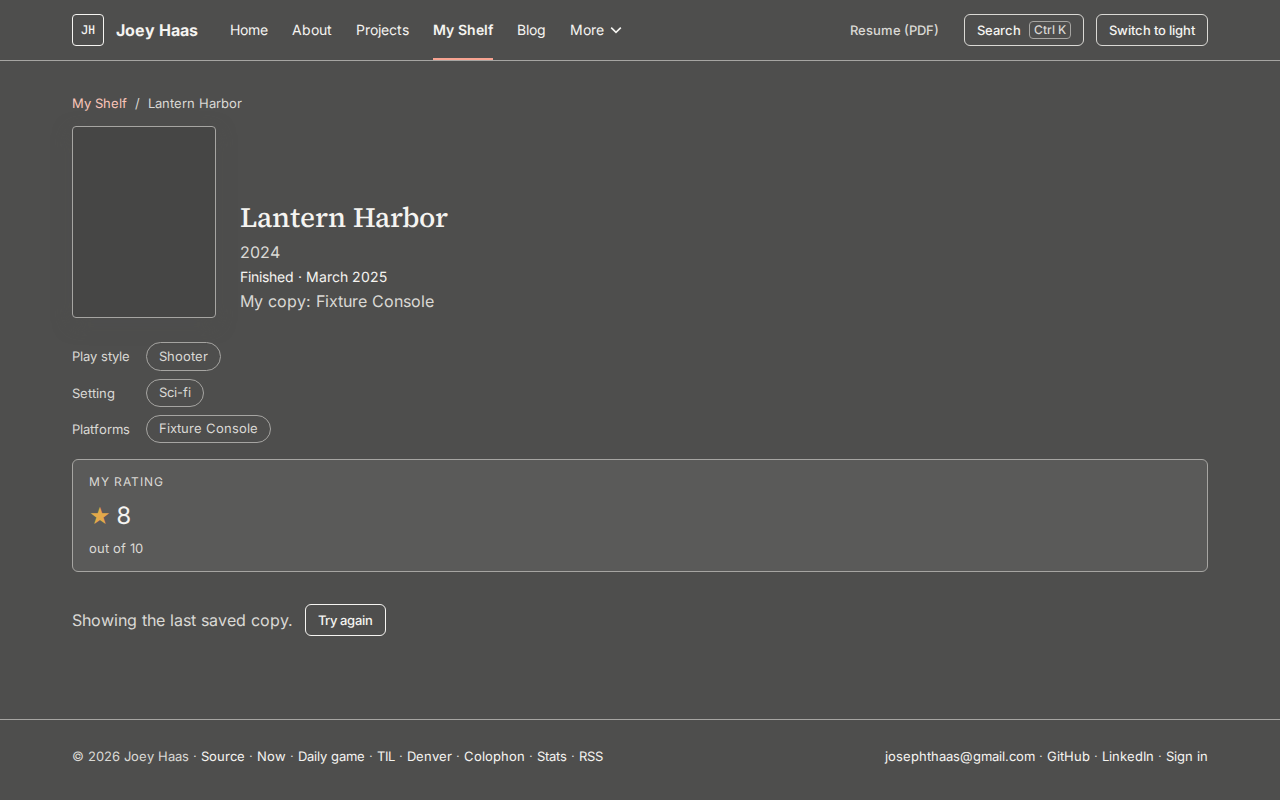 JH Joey Haas Home About Projects My Shelf Blog More Resume (PDF) Search Ctrl K Switch to light
My Shelf / Lantern Harbor
Lantern Harbor
2024
Finished · March 2025
My copy: Fixture Console
Play style Shooter
Setting Sci-fi
Platforms Fixture Console
MY RATING
★ 8
out of 10
Showing the last saved copy. Try again
© 2026 Joey Haas · Source · Now · Daily game · TIL · Denver · Colophon · Stats · RSS josephthaas@gmail.com · GitHub · LinkedIn · Sign in